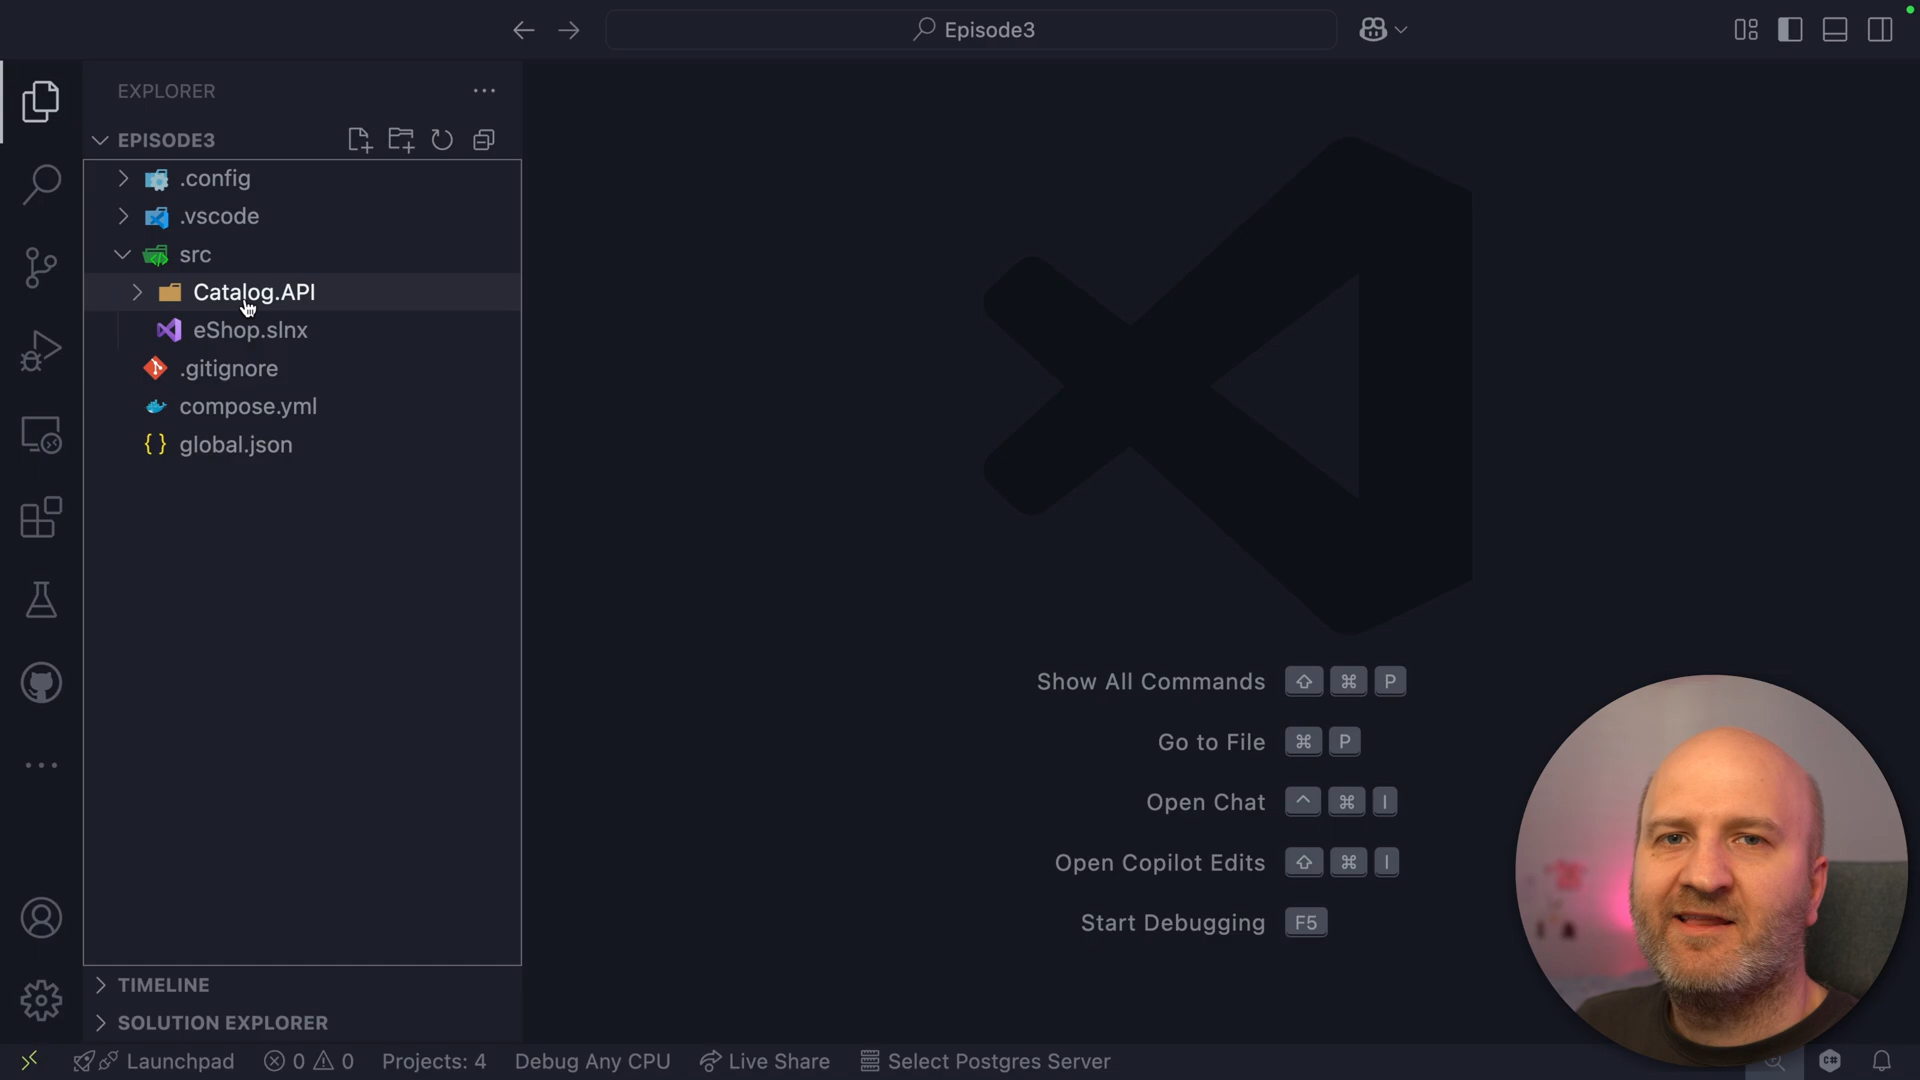 Episode3
EXPLORER
EPISODE3
.config
.vscode
src
Catalog.API
eShop.slnx
.gitignore
compose.yml
{} global.json
Show All Commands ⇧ ⌘ P
Go to File ⌘ P
Open Chat ^ ⌘ I
Open Copilot Edits ⇧ ⌘ I
Start Debugging F5
TIMELINE
SOLUTION EXPLORER
Launchpad 0 0 Projects: 4 Debug Any CPU Live Share Select Postgres Server C#